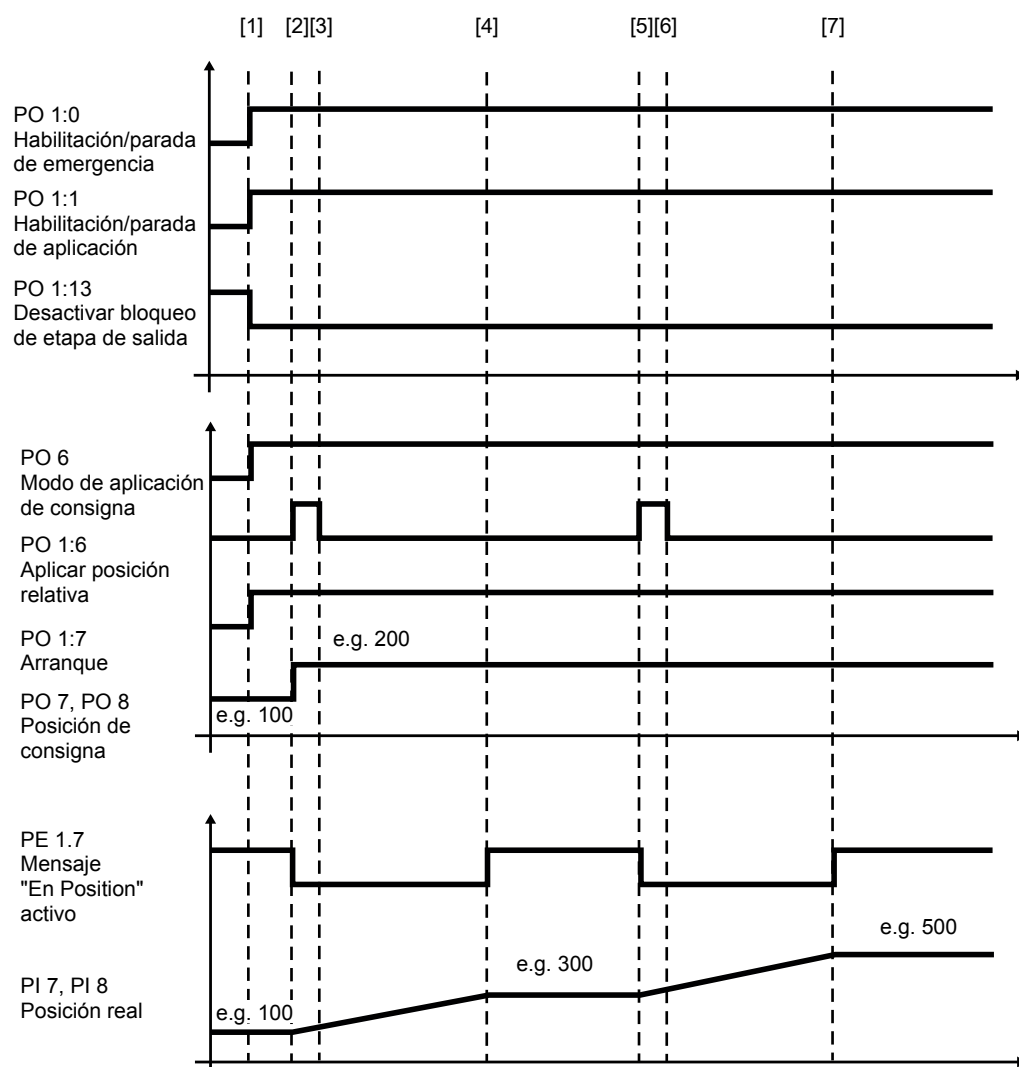 [1] [2][3] [4] [5][6] [7]
PO 1:0
Habilitación/parada
de emergencia
PO 1:1
Habilitación/parada
de aplicación
PO 1:13
Desactivar bloqueo
de etapa de salida
PO 6
Modo de aplicación
de consigna
PO 1:6
Aplicar posición
relativa
PO 1:7
Arranque
e.g. 200
PO 7, PO 8
Posición de
consigna
e.g. 100
PE 1.7
Mensaje
"En Position"
activo
PI 7, PI 8
Posición real
e.g. 100
e.g. 300
e.g. 500